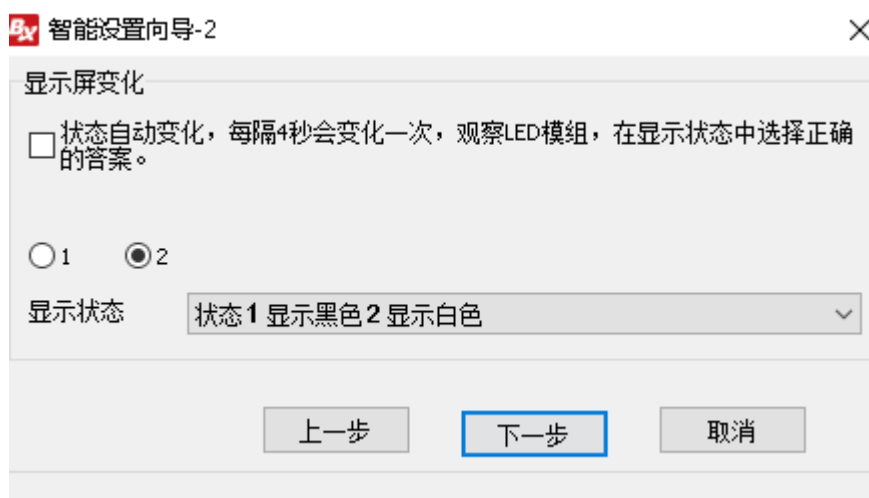 BX 智能设置向导-2
显示屏变化
状态自动变化，每隔4秒会变化一次，观察LED模组，在显示状态中选择正确
的答案。
1 2
显示状态 状态1 显示黑色2 显示白色
上一步 下一步 取消